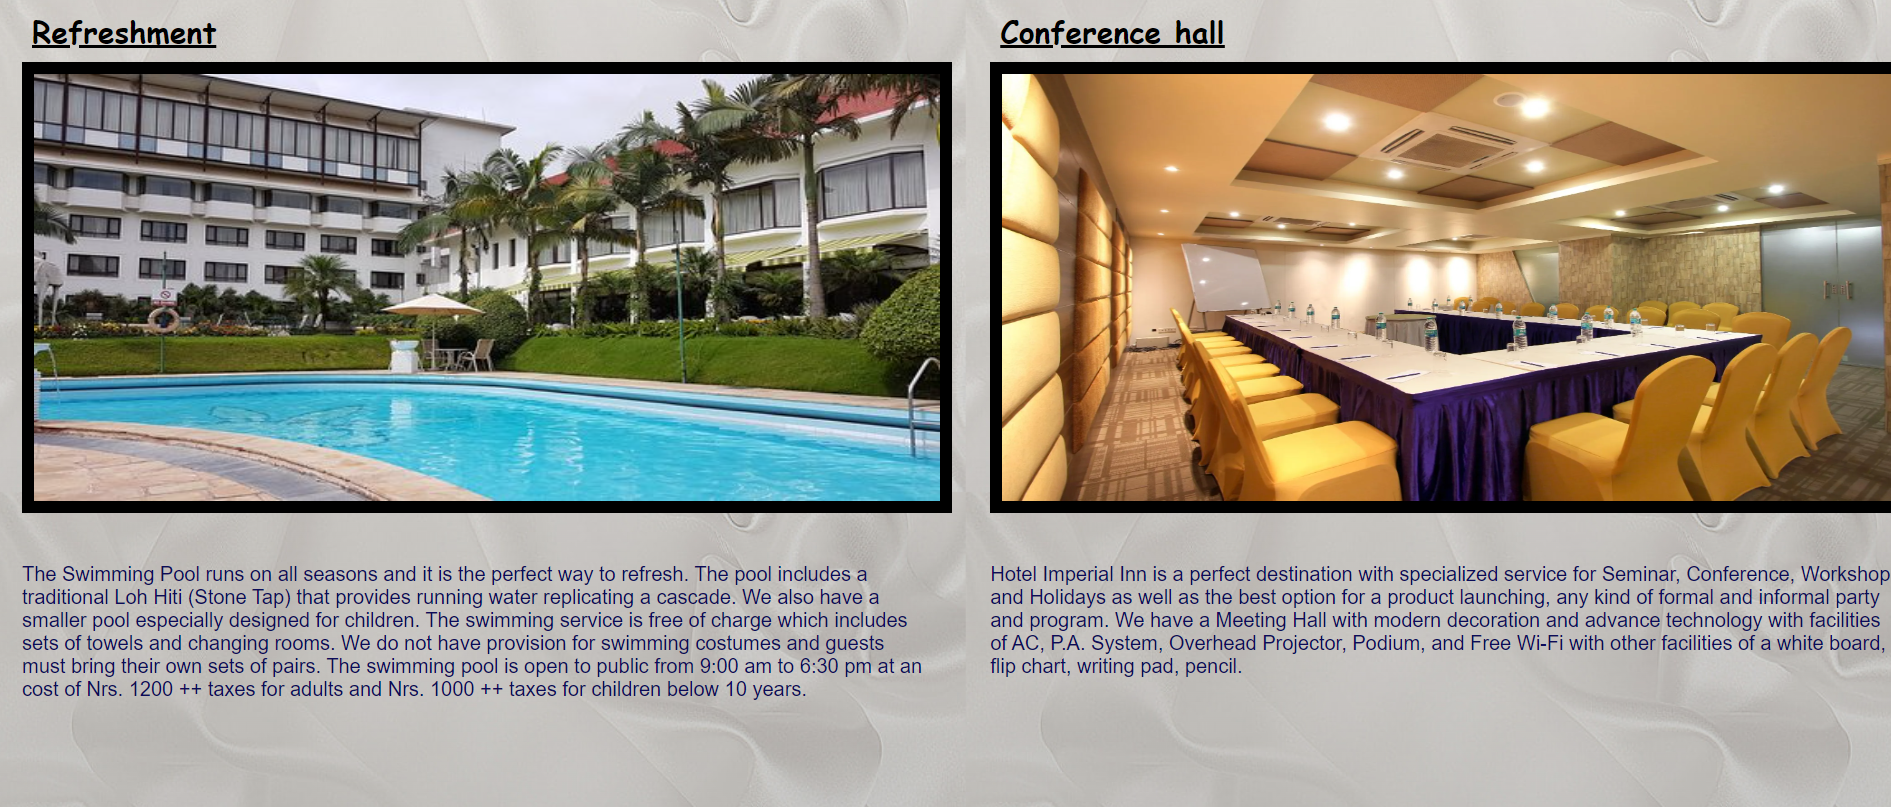 Refreshment
The Swimming Pool runs on all seasons and it is the perfect way to refresh. The pool includes a
traditional Loh Hiti (Stone Tap) that provides running water replicating a cascade. We also have a
smaller pool especially designed for children. The swimming service is free of charge which includes
sets of towels and changing rooms. We do not have provision for swimming costumes and guests
must bring their own sets of pairs. The swimming pool is open to public from 9:00 am to 6:30 pm at an
cost of Nrs. 1200 ++ taxes for adults and Nrs. 1000 ++ taxes for children below 10 years.
Conference hall
Hotel Imperial Inn is a perfect destination with specialized service for Seminar, Conference, Workshop
and Holidays as well as the best option for a product launching, any kind of formal and informal party
and program. We have a Meeting Hall with modern decoration and advance technology with facilities
of AC, P.A. System, Overhead Projector, Podium, and Free Wi-Fi with other facilities of a white board,
flip chart, writing pad, pencil.